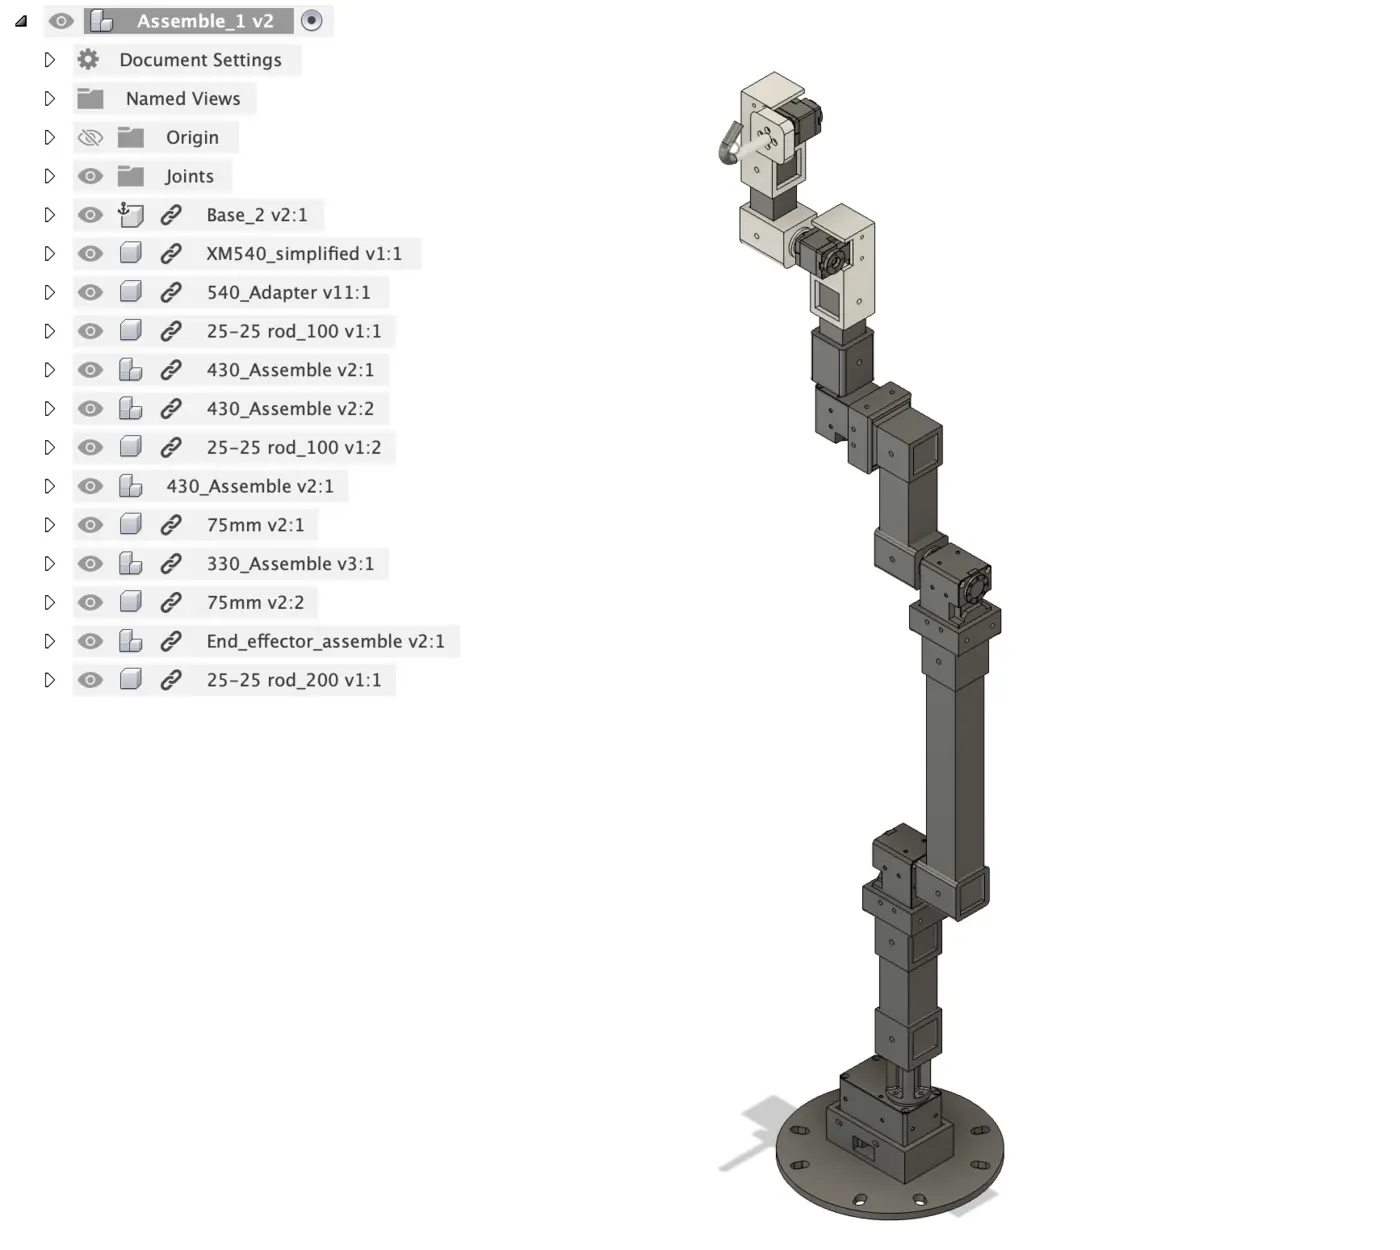 Assemble_1 v2
Document Settings
Named Views
Origin
Joints
Base_2 v2:1
XM540_simplified v1:1
540_Adapter v11:1
25-25 rod_100 v1:1
430_Assemble v2:1
430_Assemble v2:2
25-25 rod_100 v1:2
430_Assemble v2:1
75mm v2:1
330_Assemble v3:1
75mm v2:2
End_effector_assemble v2:1
25-25 rod_200 v1:1